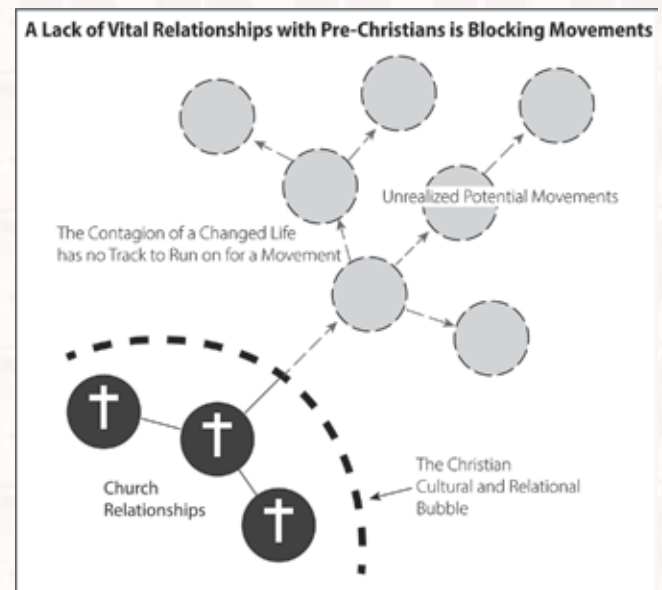 A Lack of Vital Relationships with Pre-Christians is Blocking Movements
Unrealized Potential Movements
The Contagion of a Changed Life
has no Track to Run on for a Movement
Church
Relationships
The Christian
Cultural and Relational
Bubble